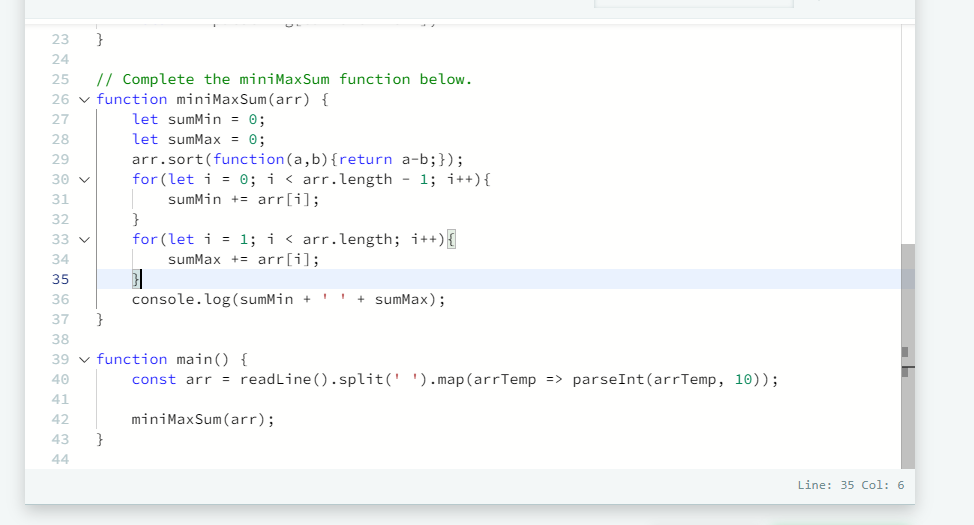 23 }
24
25 // Complete the miniMaxSum function below.
26 function miniMaxSum(arr) {
27 let sumMin = 0;
28 let sumMax = 0;
29 arr.sort(function(a,b){return a-b;});
30 for(let i = 0; i < arr.length - 1; i++){
31 sumMin += arr[i];
32 }
33 for(let i = 1; i < arr.length; i++){
34 sumMax += arr[i];
35 }
36 console.log(sumMin + ' ' + sumMax);
37 }
38
39 function main() {
40 const arr = readLine().split(' ').map(arrTemp => parseInt(arrTemp, 10));
41
42 miniMaxSum(arr);
43 }
44
Line: 35 Col: 6